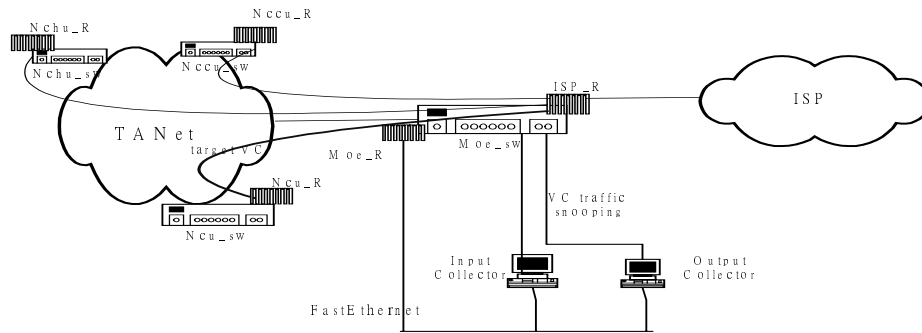 Nchu_R
Nccu_R
Nchu_sw
Nccu_sw
ISP_R
ISP
TANet
target VC
Moe_R
Moe_sw
Ncu_R
VC traffic
snooping
Ncu_sw
Input
Collector
Output
Collector
FastEthernet